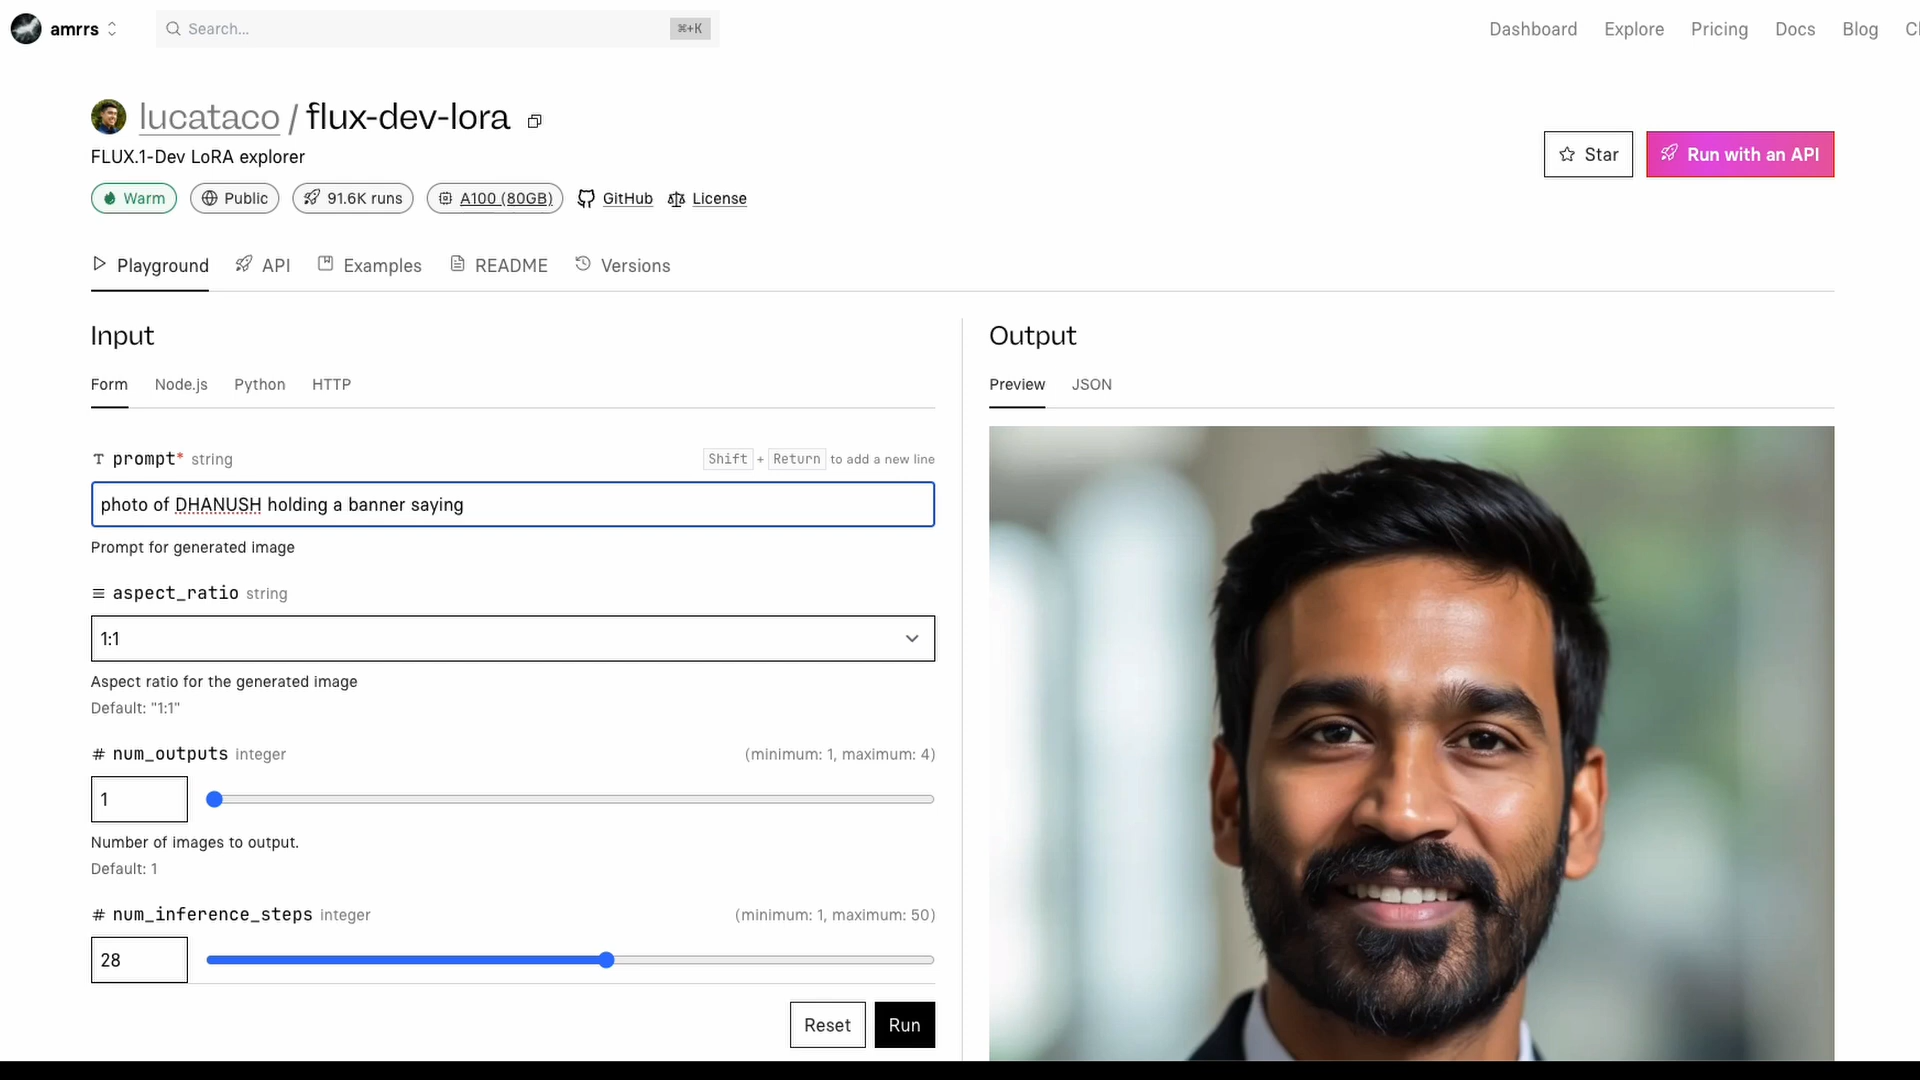 amrrs
Search...
⌘+K
Dashboard
Explore
Pricing
Docs
Blog
lucataco / flux-dev-lora
FLUX.1-Dev LoRA explorer
Star
Run with an API
Warm
Public
91.6K runs
A100 (80GB)
GitHub
License
Playground
API
Examples
README
Versions
Input
Form
Node.js
Python
HTTP
prompt* string
Shift + Return to add a new line
photo of DHANUSH holding a banner saying
Prompt for generated image
aspect_ratio string
1:1
Aspect ratio for the generated image
Default: "1:1"
# num_outputs integer
(minimum: 1, maximum: 4)
1
Number of images to output.
Default: 1
# num_inference_steps integer
(minimum: 1, maximum: 50)
28
Reset
Run
Output
Preview
JSON